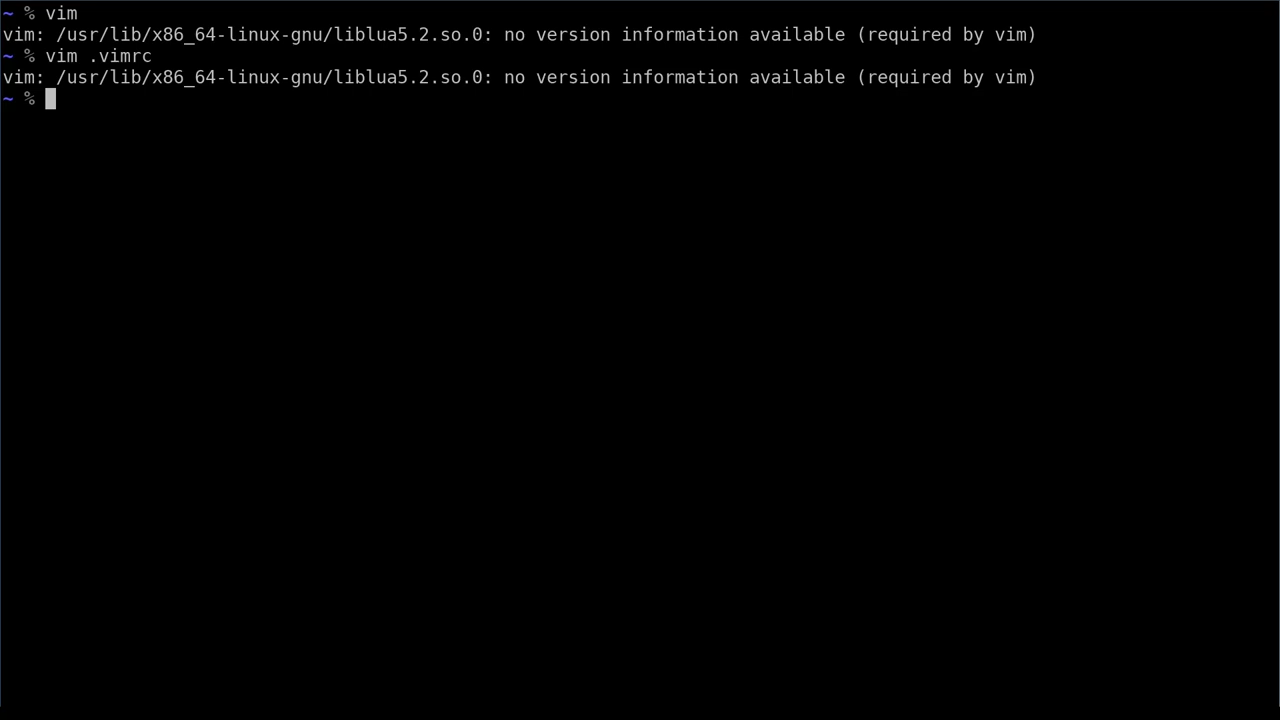 ~ % vim
vim: /usr/lib/x86_64-linux-gnu/liblua5.2.so.0: no version information available (required by vim)
~ % vim .vimrc
vim: /usr/lib/x86_64-linux-gnu/liblua5.2.so.0: no version information available (required by vim)
~ %